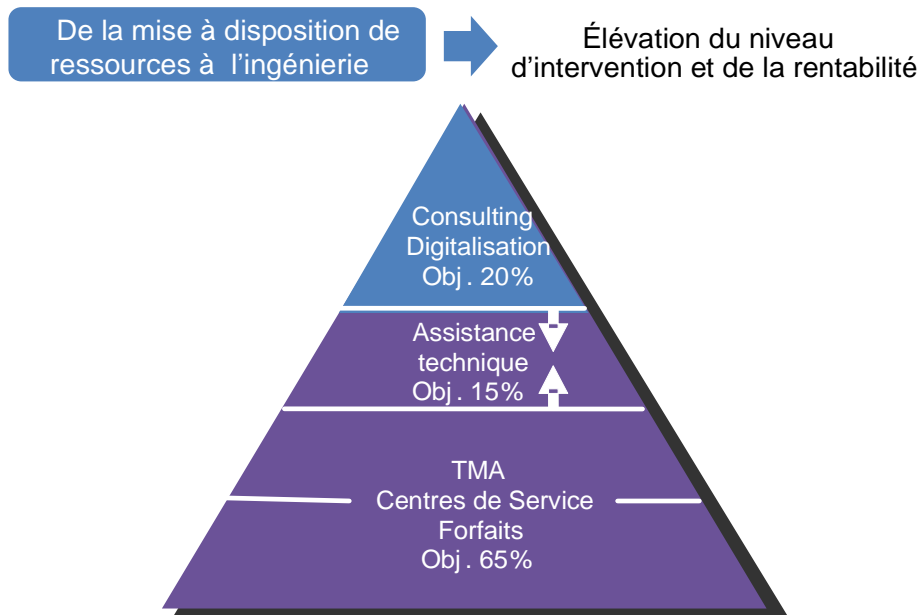 De la mise à disposition de
ressources à l'ingénierie
Élévation du niveau
d'intervention et de la rentabilité
Consulting
Digitalisation
Obj. 20%
Assistance
technique
Obj. 15%
TMA
Centres de Service
Forfaits
Obj. 65%